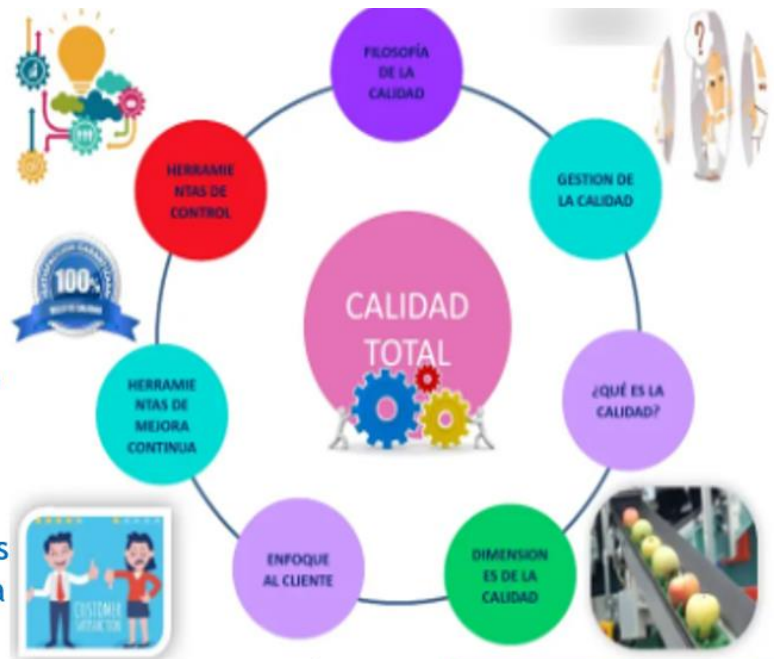 FILOSOFÍA
DE LA
CALIDAD
HERRAMIE
NTAS DE
CONTROL
GESTION DE
LA CALIDAD
100%
CALIDAD
TOTAL
HERRAMIE
NTAS DE
MEJORA
CONTINUA
¿QUÉ ES LA
CALIDAD?
ENFOQUE
AL CLIENTE
DIMENSION
ES DE LA
CALIDAD
s
a
CUSTOMER
SATISFACTION
?